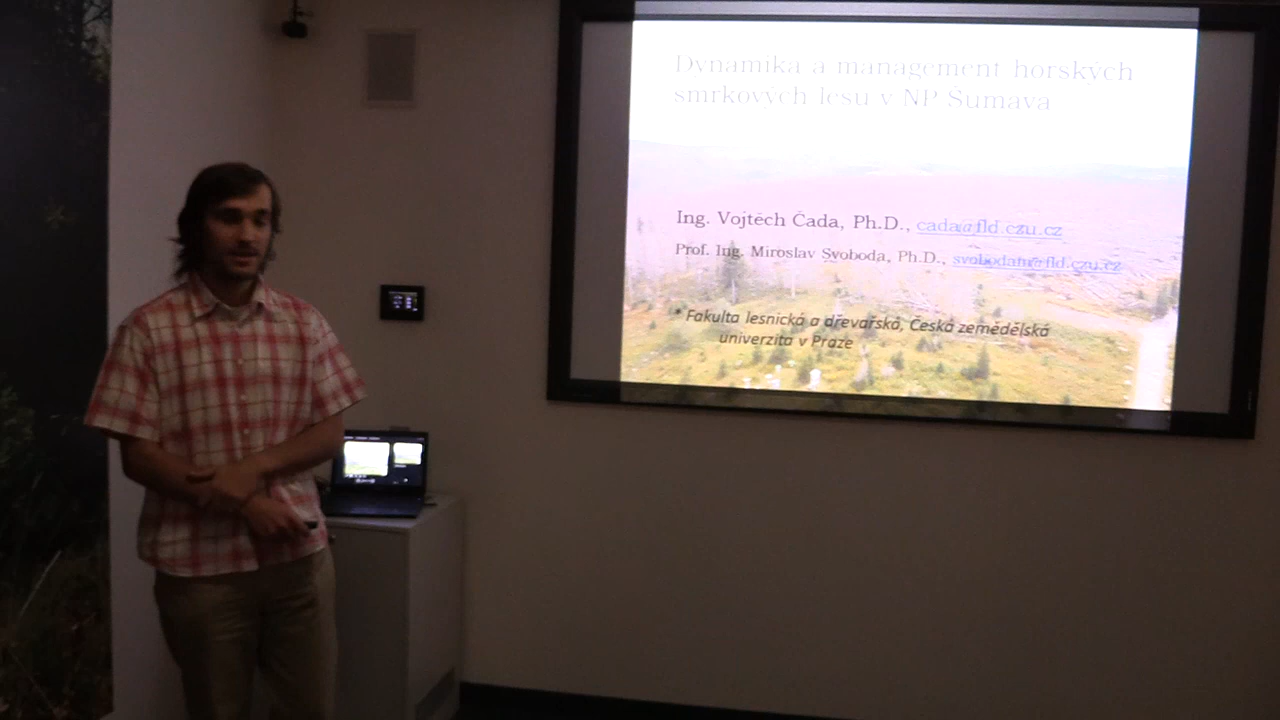 Dynamika a management horských
smrkových lesu v NP Šumava
Ing. Vojtěch Čada, Ph.D., cada@fld.czu.cz
Prof. Ing. Miroslav Svoboda, Ph.D., svobodam@fld.czu.cz
* Fakulta lesnická a dřevařská, Česká zemědělská
univerzita v Praze